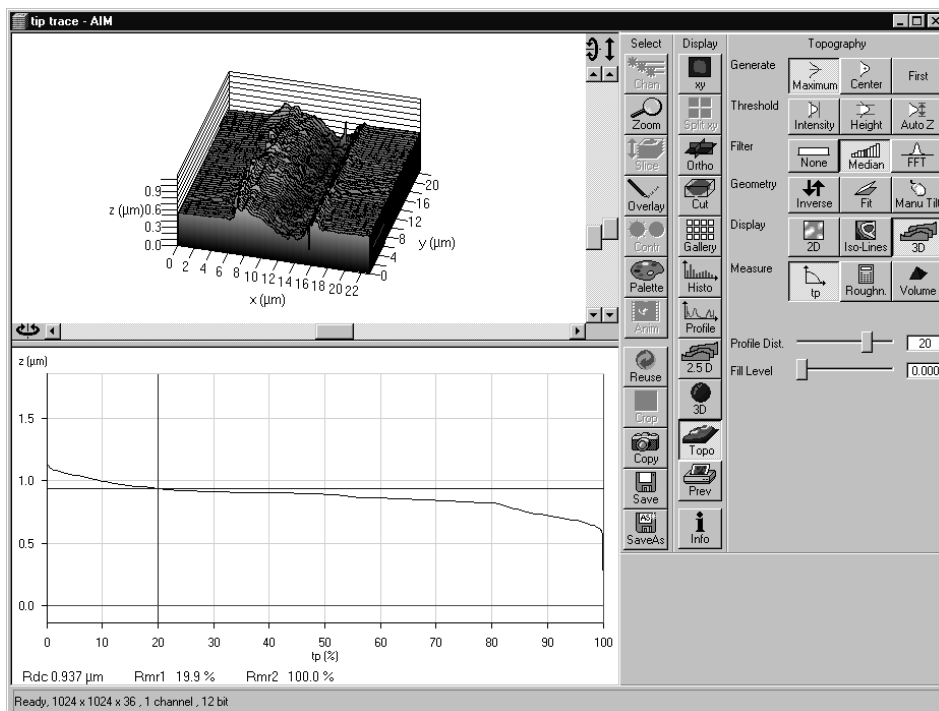 tip trace - AIM
Select
Display
Topography
Chan
xy
Generate
Maximum
Center
First
Zoom
Split xy
Threshold
Intensity
Height
Auto Z
Slice
Ortho
Filter
None
Median
FFT
Overlay
Cut
Geometry
Inverse
Fit
Manu Tilt
Contr
Gallery
Display
2D
Iso-Lines
3D
Palette
Histo
Measure
tp
Roughn.
Volume
Anim
Profile
Reuse
2.5 D
Profile Dist.
20
Fill Level
0.000
Crop
3D
Copy
Topo
Save
Prev
AS
SaveAs
Info
0.9
z (µm) 0.6
0.3
0.0
0 2 4 6 8 10 12 14 16 18 20 22
x (µm)
20
16
12
8
4
0
y (µm)
z (µm)
1.5
1.0
0.5
0.0
0 10 20 30 40 50 60 70 80 90 100
tp (%)
Rdc 0.937 µm Rmr1 19.9 % Rmr2 100.0 %
Ready, 1024 x 1024 x 36 , 1 channel , 12 bit